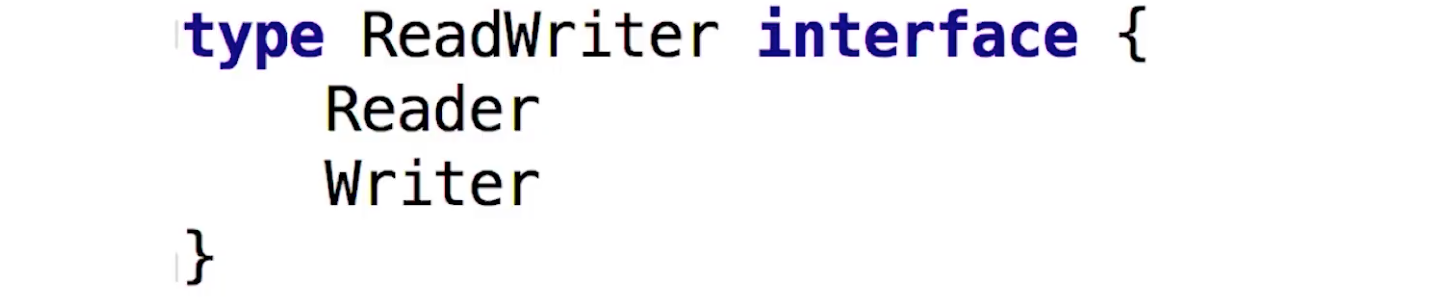 type ReadWriter interface {
    Reader
    Writer
}